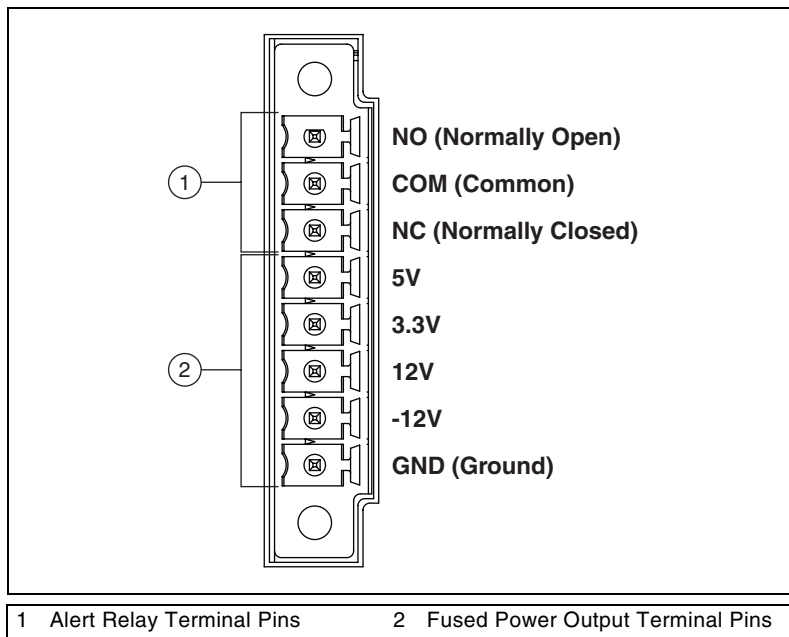 NO (Normally Open)
COM (Common)
1
NC (Normally Closed)
5V
3.3V
2
12V
-12V
GND (Ground)
1 Alert Relay Terminal Pins 2 Fused Power Output Terminal Pins